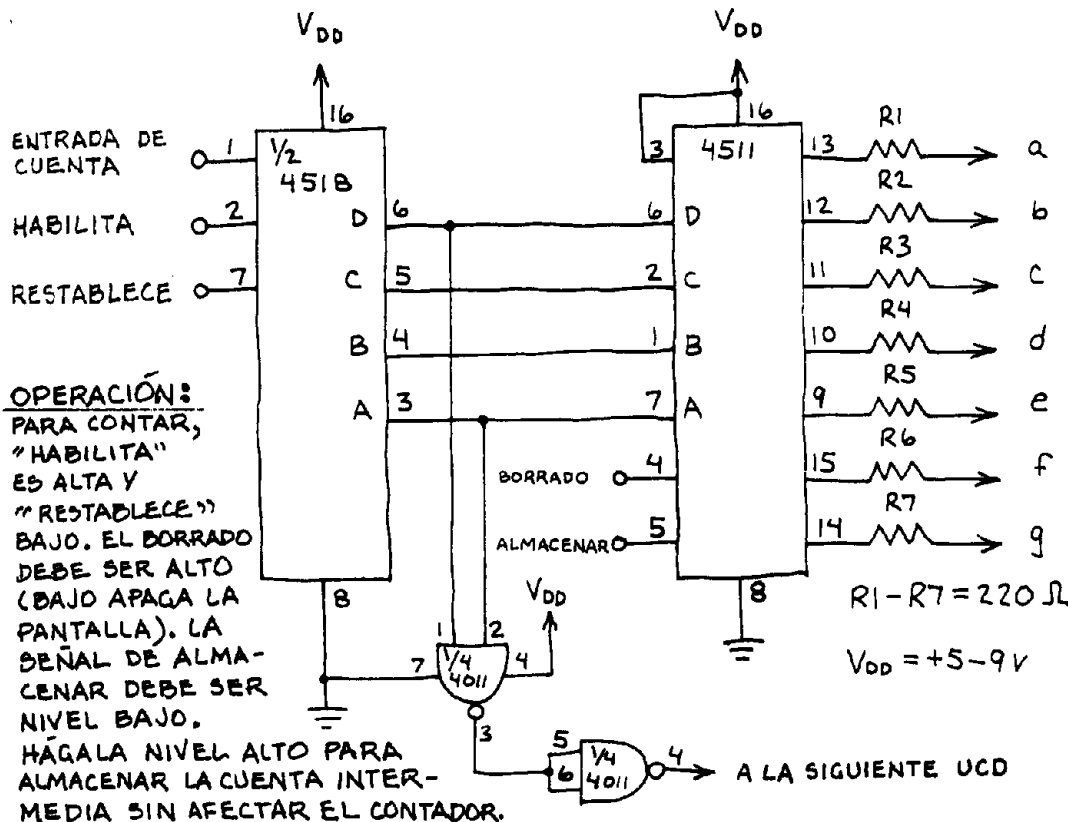 VDD
VDD
16
16
ENTRADA DE
CUENTA
1
1/2
4518
3
4511
13
R1
a
HABILITA
2
D
6
6
D
12
R2
b
RESTABLECE
7
C
5
2
C
11
R3
c
B
4
1
B
10
R4
d
A
3
7
A
9
R5
e
BORRADO
4
15
R6
f
ALMACENAR
5
14
R7
g
8
8
R1-R7=220 Ω
VDD = +5-9V
OPERACIÓN:
PARA CONTAR,
"HABILITA"
ES ALTA Y
"RESTABLECE"
BAJO. EL BORRADO
DEBE SER ALTO
(BAJO APAGA LA
PANTALLA). LA
SEÑAL DE ALMA-
CENAR DEBE SER
NIVEL BAJO.
HÁGALA NIVEL ALTO PARA
ALMACENAR LA CUENTA INTER-
MEDIA SIN AFECTAR EL CONTADOR.
VDD
1
2
7
1/4
4011
4
3
5
6
1/4
4011
4
A LA SIGUIENTE UCD